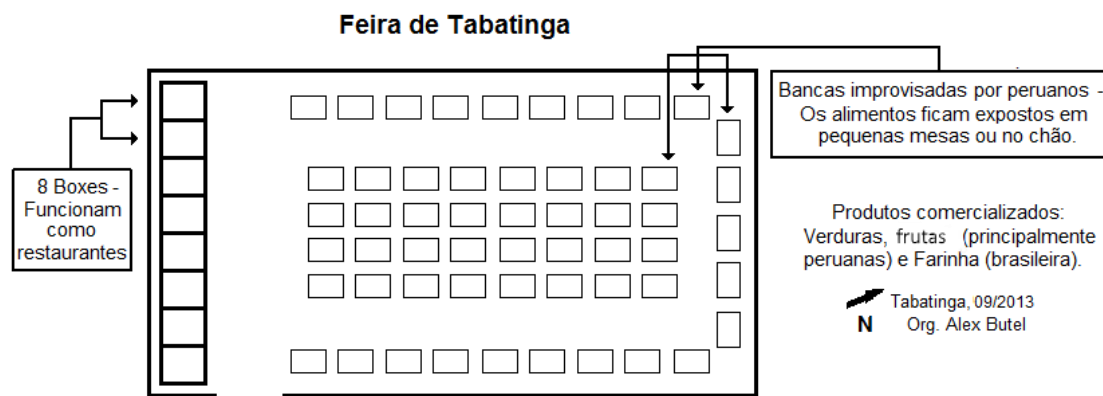 Feira de Tabatinga
Bancas improvisadas por peruanos -
Os alimentos ficam expostos em
pequenas mesas ou no chão.
8 Boxes -
Funcionam
como
restaurantes
Produtos comercializados:
Verduras, frutas (principalmente
peruanas) e Farinha (brasileira).
Tabatinga, 09/2013
N Org. Alex Butel